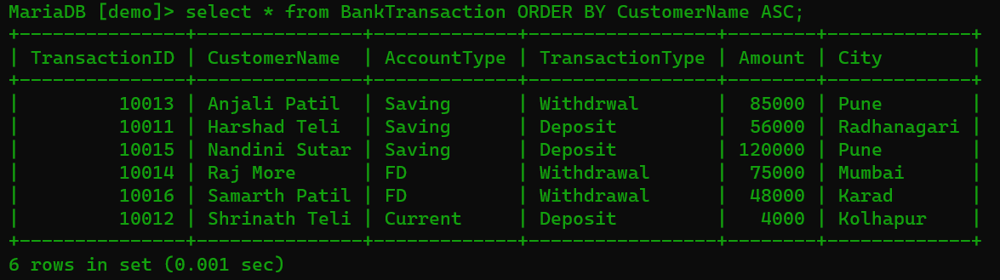 MariaDB [demo]> select * from BankTransaction ORDER BY CustomerName ASC;
+---------------+---------------+-------------+-----------------+--------+-------------+
| TransactionID | CustomerName  | AccountType | TransactionType | Amount | City        |
+---------------+---------------+-------------+-----------------+--------+-------------+
|         10013 | Anjali Patil  | Saving      | Withdrwal       |  85000 | Pune        |
|         10011 | Harshad Teli  | Saving      | Deposit         |  56000 | Radhanagari |
|         10015 | Nandini Sutar | Saving      | Deposit         | 120000 | Pune        |
|         10014 | Raj More      | FD          | Withdrawal      |  75000 | Mumbai      |
|         10016 | Samarth Patil | FD          | Withdrawal      |  48000 | Karad       |
|         10012 | Shrinath Teli | Current     | Deposit         |   4000 | Kolhapur    |
+---------------+---------------+-------------+-----------------+--------+-------------+
6 rows in set (0.001 sec)